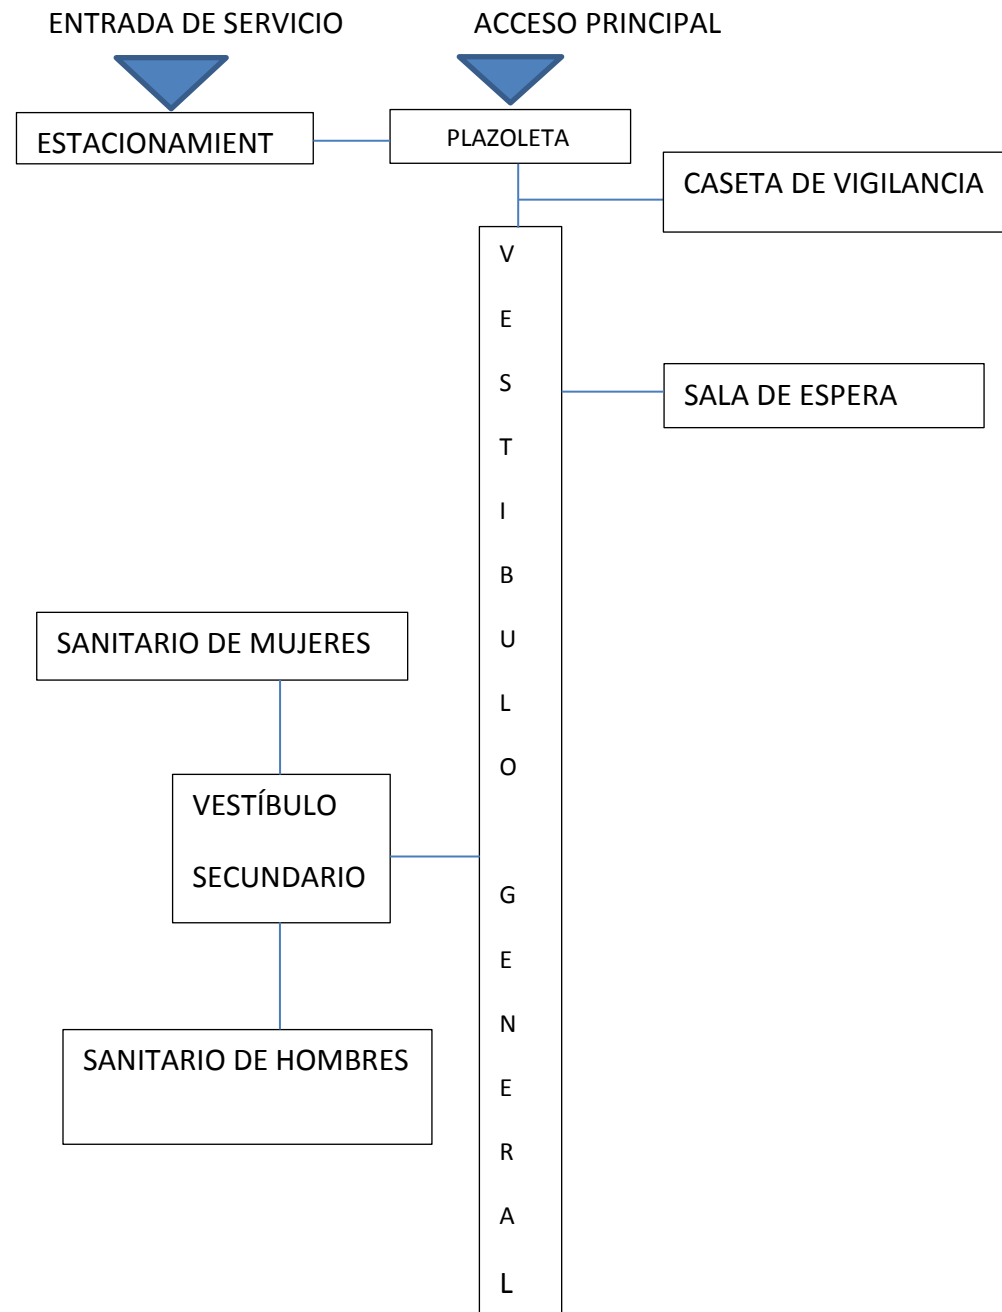 ENTRADA DE SERVICIO
ACCESO PRINCIPAL
ESTACIONAMIENT
PLAZOLETA
CASETA DE VIGILANCIA
V
E
S
T
I
B
U
L
O
G
E
N
E
R
A
L
SALA DE ESPERA
SANITARIO DE MUJERES
VESTÍBULO
SECUNDARIO
SANITARIO DE HOMBRES